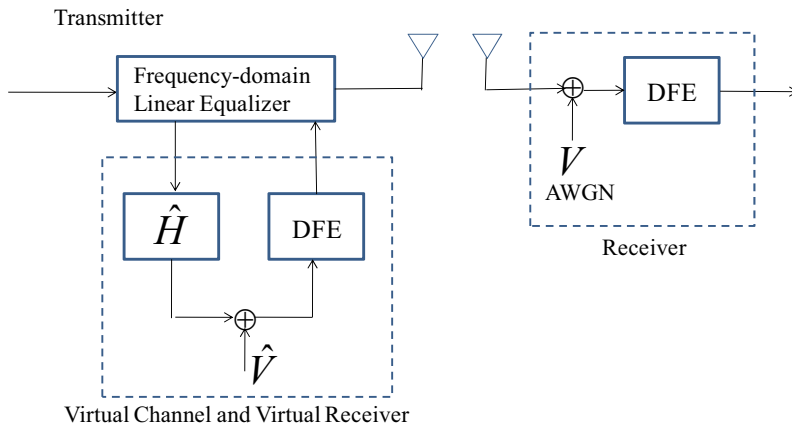 Transmitter
Frequency-domain
Linear Equalizer
DFE
V
AWGN
Receiver
Ĥ
DFE
V̂
Virtual Channel and Virtual Receiver